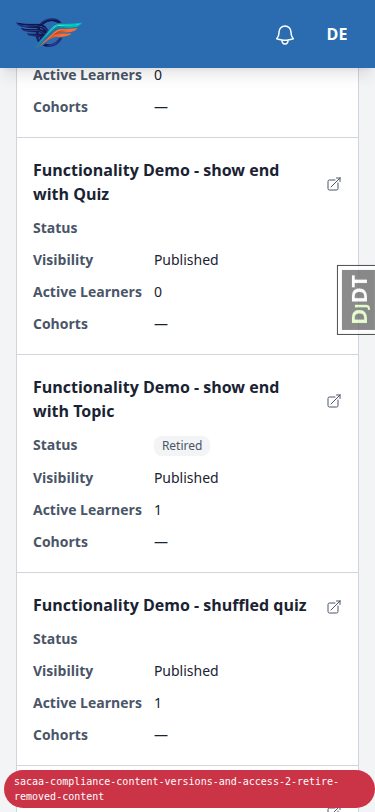 DE
Active Learners 0
Cohorts —
Functionality Demo - show end
with Quiz
Status
Visibility Published
Active Learners 0
Cohorts —
DjDT
Functionality Demo - show end
with Topic
Status Retired
Visibility Published
Active Learners 1
Cohorts —
Functionality Demo - shuffled quiz
Status
Visibility Published
Active Learners 1
Cohorts —
sacaa-compliance-content-versions-and-access-2-retire-
removed-content